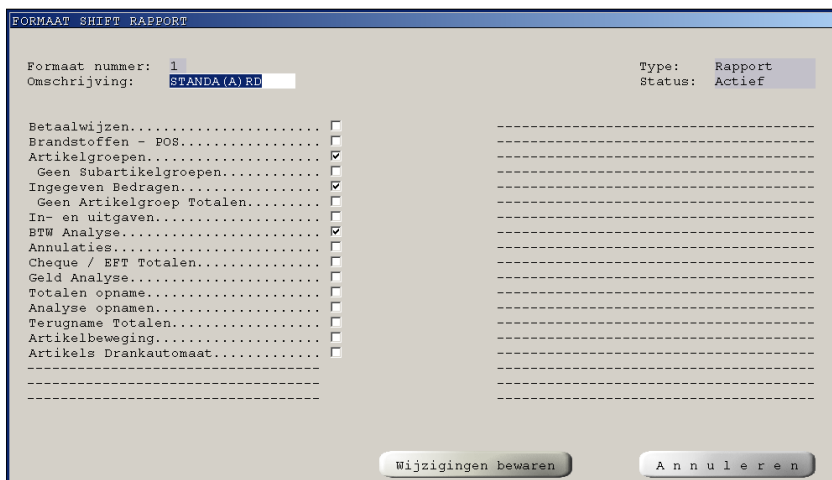 FORMAAT SHIFT RAPPORT
Formaat nummer: 1 Type: Rapport
Omschrijving: STANDA(A)RD Status: Actief
Betaalwijzen.......................
Brandstoffen - POS.................
Artikelgroepen.....................
Geen Subartikelgroepen............
Ingegeven Bedragen.................
Geen Artikelgroep Totalen.........
In- en uitgaven....................
BTW Analyse........................
Annulaties.........................
Cheque / EFT Totalen...............
Geld Analyse.......................
Totalen opname.....................
Analyse opnamen....................
Terugname Totalen..................
Artikelbeweging....................
Artikels Drankautomaat.............
Wijzigingen bewaren Annuleren